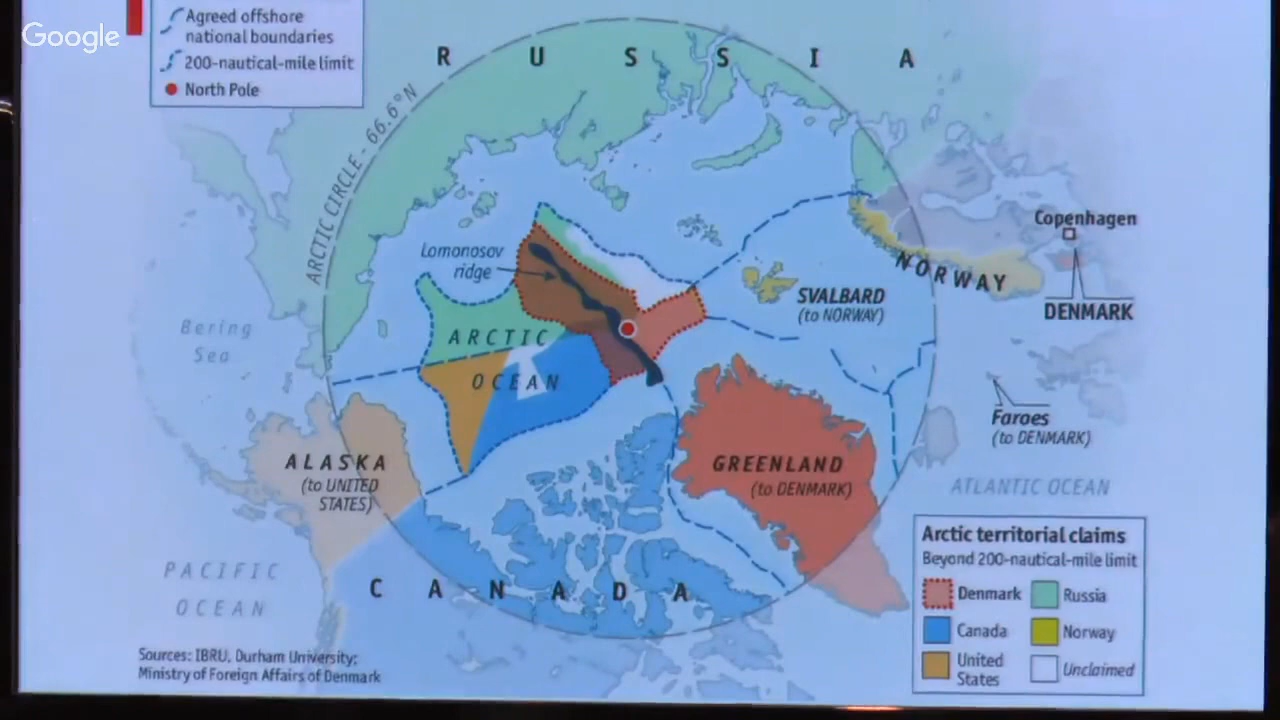 Google
Agreed offshore
national boundaries
200-nautical-mile limit
North Pole
R U S S I A
ARCTIC CIRCLE - 66.6°N
Copenhagen
Lomonosov
ridge
NORWAY
SVALBARD
(to NORWAY)
DENMARK
Bering
Sea
ARCTIC
OCEAN
Faroes
(to DENMARK)
ALASKA
(to UNITED
STATES)
GREENLAND
(to DENMARK)
ATLANTIC OCEAN
PACIFIC
OCEAN
C A N A D A
Arctic territorial claims
Beyond 200-nautical-mile limit
Denmark
Russia
Canada
Norway
United
States
Unclaimed
Sources: IBRU, Durham University;
Ministry of Foreign Affairs of Denmark